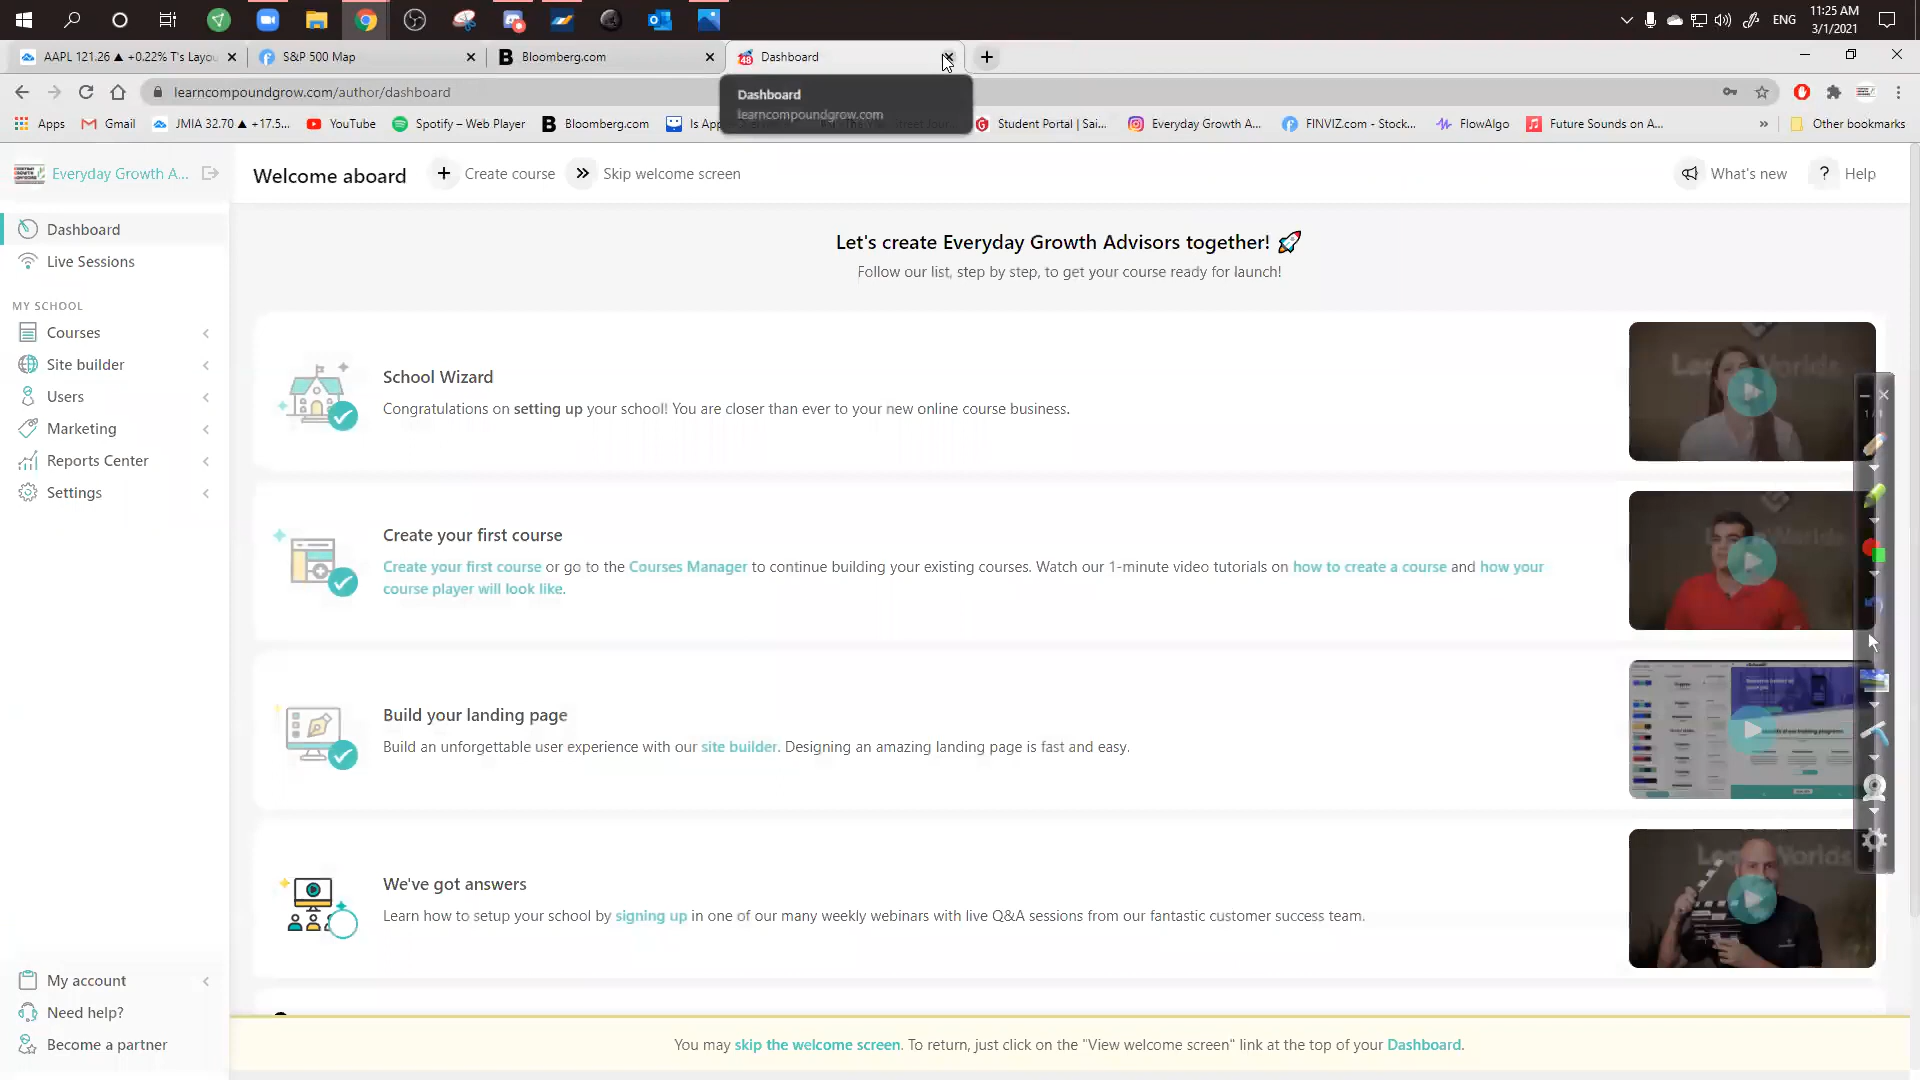 ENG
11:25 AM
3/1/2021
AAPL 121.26 ▲ +0.22% T's Layou
S&P 500 Map
Bloomberg.com
Dashboard
learncompoundgrow.com/author/dashboard
Dashboard
learncompoundgrow.com
Apps
Gmail
JMIA 32.70 ▲ +17.5...
YouTube
Spotify – Web Player
Bloomberg.com
Student Portal | Sai...
Everyday Growth A...
FINVIZ.com - Stock...
FlowAlgo
Future Sounds on A...
Other bookmarks
Everyday Growth A...
Welcome aboard
Create course
Skip welcome screen
What's new
Help
Dashboard
Live Sessions
MY SCHOOL
Courses
Site builder
Users
Marketing
Reports Center
Settings
My account
Need help?
Become a partner
Let's create Everyday Growth Advisors together!
Follow our list, step by step, to get your course ready for launch!
School Wizard
Congratulations on setting up your school! You are closer than ever to your new online course business.
Create your first course
Create your first course or go to the Courses Manager to continue building your existing courses. Watch our 1-minute video tutorials on how to create a course and how your
course player will look like.
Build your landing page
Build an unforgettable user experience with our site builder. Designing an amazing landing page is fast and easy.
We've got answers
Learn how to setup your school by signing up in one of our many weekly webinars with live Q&A sessions from our fantastic customer success team.
You may skip the welcome screen. To return, just click on the "View welcome screen" link at the top of your Dashboard.